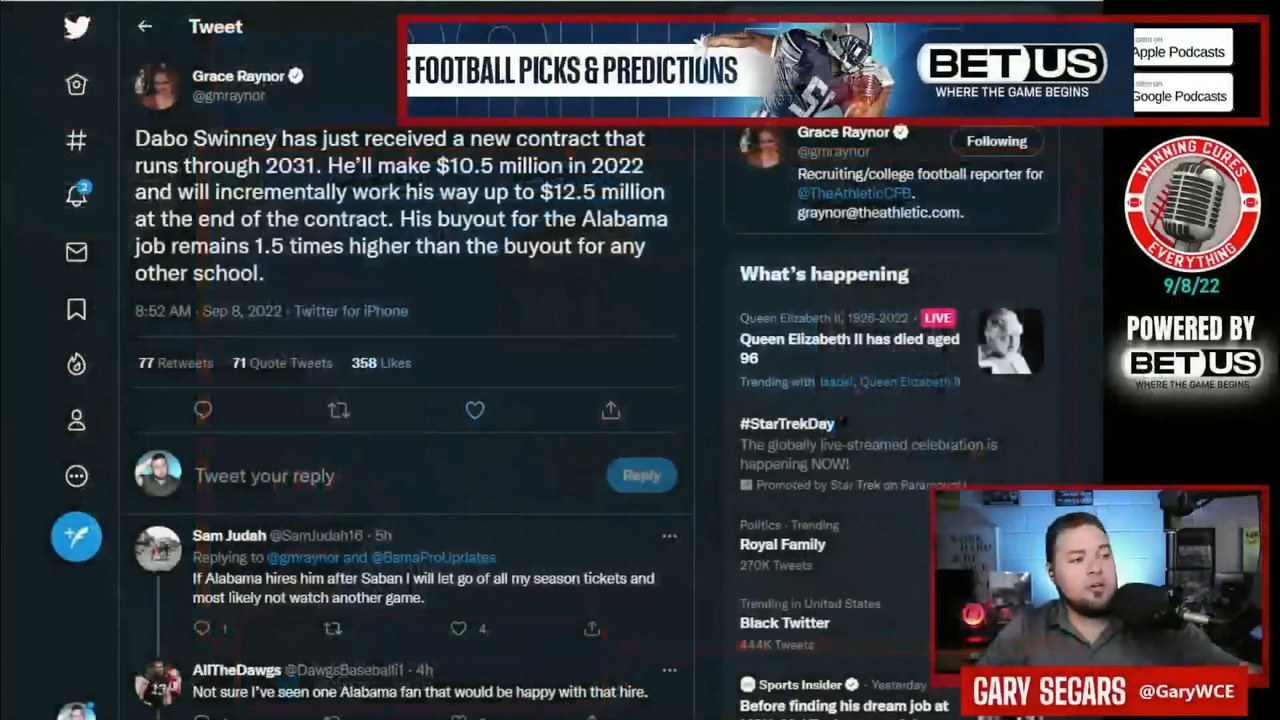 Tweet
Grace Raynor
@gmraynor
Dabo Swinney has just received a new contract that
runs through 2031. He'll make $10.5 million in 2022
and will incrementally work his way up to $12.5 million
at the end of the contract. His buyout for the Alabama
job remains 1.5 times higher than the buyout for any
other school.
8:52 AM · Sep 8, 2022 · Twitter for iPhone
77 Retweets 71 Quote Tweets 358 Likes
Tweet your reply
Reply
Sam Judah @SamJudah16 · 5h
Replying to @gmraynor and @BamaProUpdates
If Alabama hires him after Saban I will let go of all my season tickets and
most likely not watch another game.
1
4
AllTheDawgs @DawgsBaseball1 · 4h
Not sure I've seen one Alabama fan that would be happy with that hire.
2
FOOTBALL PICKS & PREDICTIONS
BETUS
WHERE THE GAME BEGINS
Apple Podcasts
Google Podcasts
Grace Raynor
@gmraynor
Following
Recruiting/college football reporter for
@TheAthleticCFB.
graynor@theathletic.com.
What's happening
Queen Elizabeth II, 1926-2022 · LIVE
Queen Elizabeth II has died aged
96
Trending with Isabel, Queen Elizabeth II
#StarTrekDay
The globally live-streamed celebration is
happening NOW!
Promoted by Star Trek on Paramount+
Politics · Trending
Royal Family
270K Tweets
Trending in United States
Black Twitter
444K Tweets
Sports Insider · Yesterday
Before finding his dream job at
WINNING CURES
EVERYTHING
9/8/22
POWERED BY
BETUS
WHERE THE GAME BEGINS
GARY SEGARS @GaryWCE